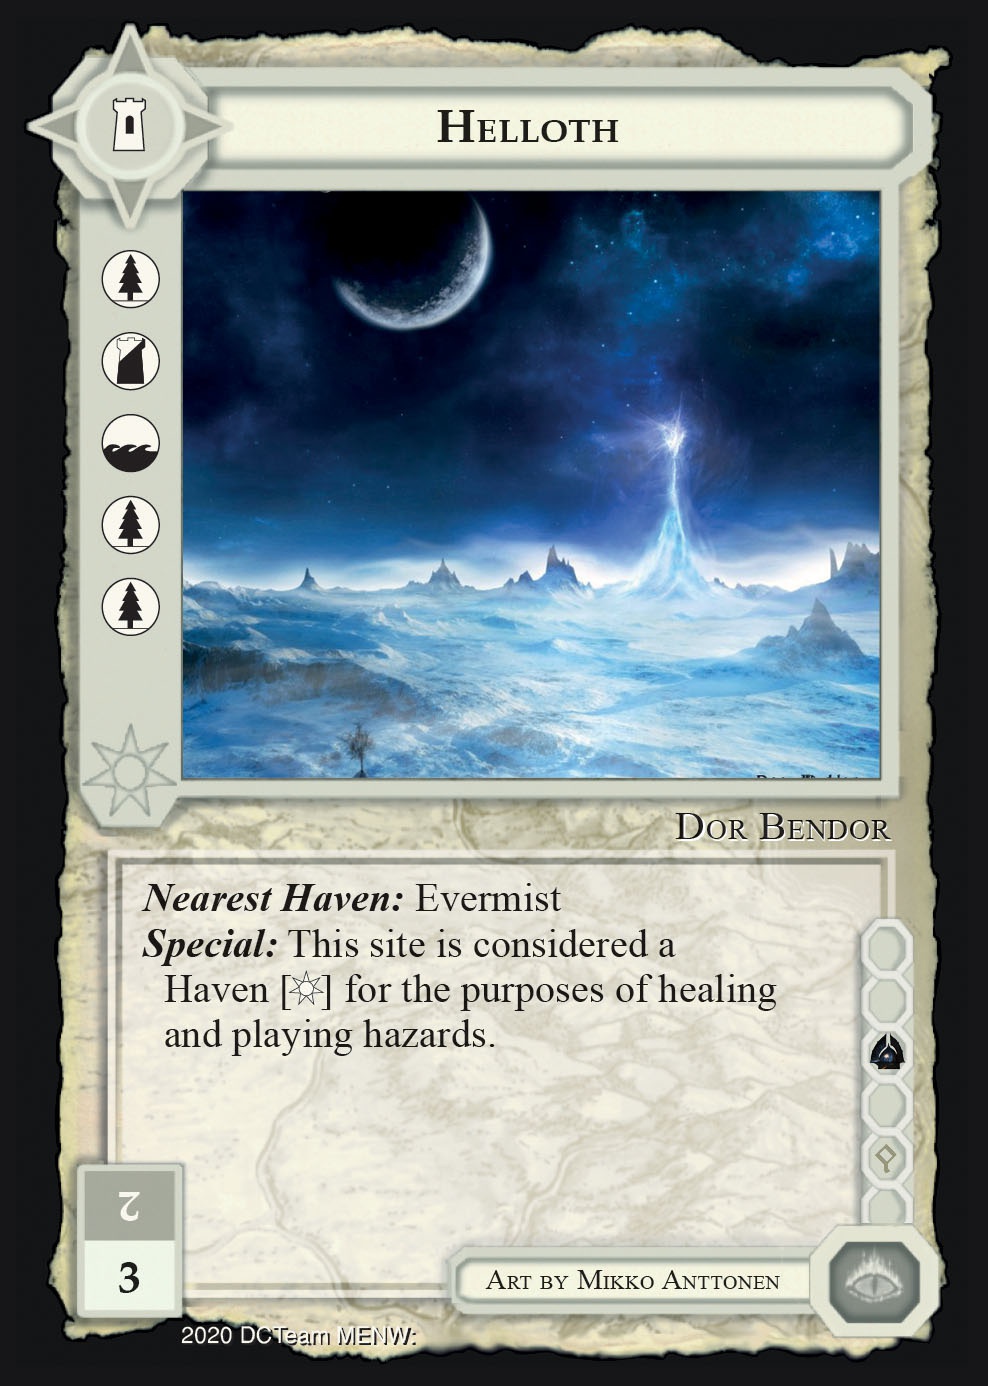 Helloth
Dor Bendor
Nearest Haven: Evermist
Special: This site is considered a
Haven [☼] for the purposes of healing
and playing hazards.
2
3
Art by Mikko Anttonen
2020 DCTeam MENW: